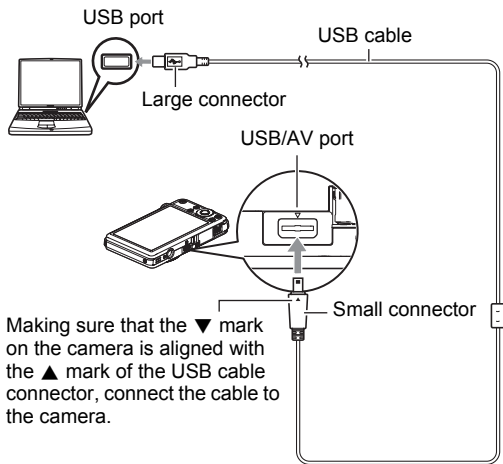 USB port
USB cable
Large connector
USB/AV port
Small connector
Making sure that the ▼ mark
on the camera is aligned with
the ▲ mark of the USB cable
connector, connect the cable to
the camera.